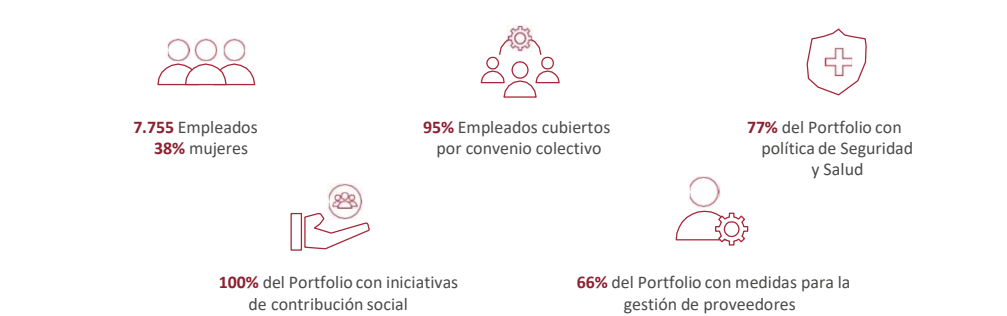 7.755 Empleados
38% mujeres
95% Empleados cubiertos
por convenio colectivo
77% del Portfolio con
política de Seguridad
y Salud
100% del Portfolio con iniciativas
de contribución social
66% del Portfolio con medidas para la
gestión de proveedores